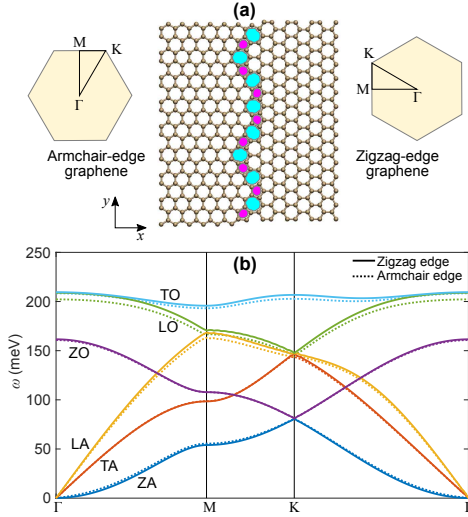 (a)
M K
Γ
Armchair-edge
graphene
y
x
K
M
Γ
Zigzag-edge
graphene
(b)
Zigzag edge
Armchair edge
250
200
150
100
50
0
ω (meV)
TO
LO
ZO
LA
TA
ZA
Γ M K